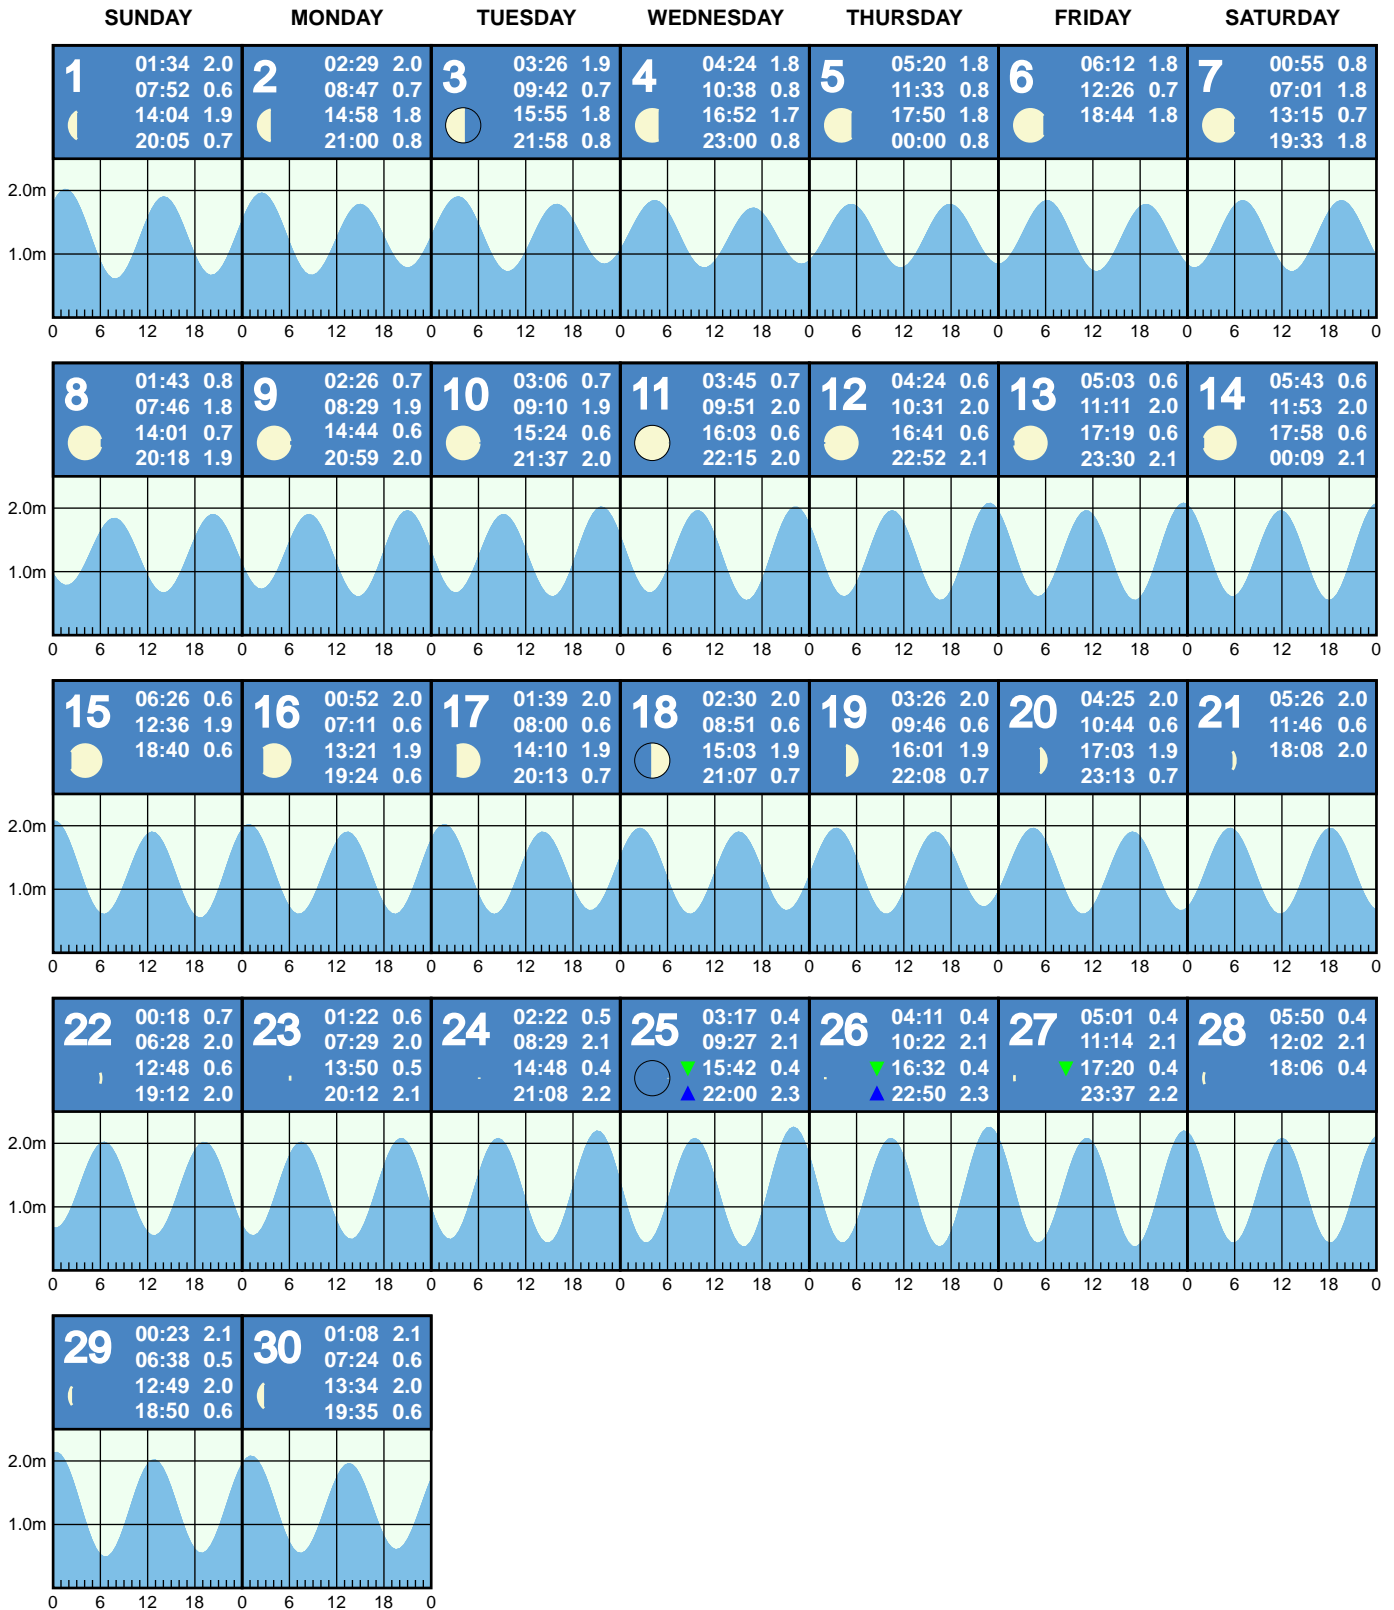 SUNDAY MONDAY TUESDAY WEDNESDAY THURSDAY FRIDAY SATURDAY
1 01:34 2.0
07:52 0.6
14:04 1.9
20:05 0.7
2 02:29 2.0
08:47 0.7
14:58 1.8
21:00 0.8
3 03:26 1.9
09:42 0.7
15:55 1.8
21:58 0.8
4 04:24 1.8
10:38 0.8
16:52 1.7
23:00 0.8
5 05:20 1.8
11:33 0.8
17:50 1.8
00:00 0.8
6 06:12 1.8
12:26 0.7
18:44 1.8
7 00:55 0.8
07:01 1.8
13:15 0.7
19:33 1.8
2.0m
1.0m
0 6 12 18 0 6 12 18 0 6 12 18 0 6 12 18 0 6 12 18 0 6 12 18 0 6 12 18 0
8 01:43 0.8
07:46 1.8
14:01 0.7
20:18 1.9
9 02:26 0.7
08:29 1.9
14:44 0.6
20:59 2.0
10 03:06 0.7
09:10 1.9
15:24 0.6
21:37 2.0
11 03:45 0.7
09:51 2.0
16:03 0.6
22:15 2.0
12 04:24 0.6
10:31 2.0
16:41 0.6
22:52 2.1
13 05:03 0.6
11:11 2.0
17:19 0.6
23:30 2.1
14 05:43 0.6
11:53 2.0
17:58 0.6
00:09 2.1
2.0m
1.0m
0 6 12 18 0 6 12 18 0 6 12 18 0 6 12 18 0 6 12 18 0 6 12 18 0 6 12 18 0
15 06:26 0.6
12:36 1.9
18:40 0.6
16 00:52 2.0
07:11 0.6
13:21 1.9
19:24 0.6
17 01:39 2.0
08:00 0.6
14:10 1.9
20:13 0.7
18 02:30 2.0
08:51 0.6
15:03 1.9
21:07 0.7
19 03:26 2.0
09:46 0.6
16:01 1.9
22:08 0.7
20 04:25 2.0
10:44 0.6
17:03 1.9
23:13 0.7
21 05:26 2.0
11:46 0.6
18:08 2.0
2.0m
1.0m
0 6 12 18 0 6 12 18 0 6 12 18 0 6 12 18 0 6 12 18 0 6 12 18 0 6 12 18 0
22 00:18 0.7
06:28 2.0
12:48 0.6
19:12 2.0
23 01:22 0.6
07:29 2.0
13:50 0.5
20:12 2.1
24 02:22 0.5
08:29 2.1
14:48 0.4
21:08 2.2
25 03:17 0.4
09:27 2.1
15:42 0.4
22:00 2.3
26 04:11 0.4
10:22 2.1
16:32 0.4
22:50 2.3
27 05:01 0.4
11:14 2.1
17:20 0.4
23:37 2.2
28 05:50 0.4
12:02 2.1
18:06 0.4
2.0m
1.0m
0 6 12 18 0 6 12 18 0 6 12 18 0 6 12 18 0 6 12 18 0 6 12 18 0 6 12 18 0
29 00:23 2.1
06:38 0.5
12:49 2.0
18:50 0.6
30 01:08 2.1
07:24 0.6
13:34 2.0
19:35 0.6
2.0m
1.0m
0 6 12 18 0 6 12 18 0